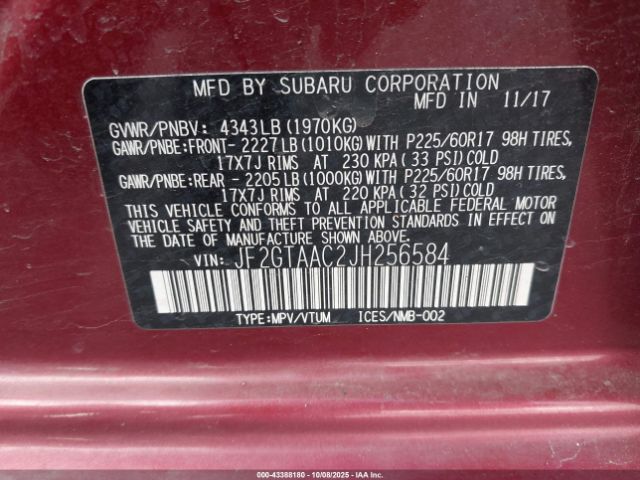 MFD BY SUBARU CORPORATION
MFD IN 11/17
GVWR/PNBV: 4343LB(1970KG)
GAWR/PNBE:FRONT- 2227LB(1010KG)WITH P225/60R17 98H TIRES,
17X7J RIMS AT 230 KPA( 33 PSI)COLD
GAWR/PNBE:REAR - 2205LB(1000KG)WITH P225/60R17 98H TIRES,
17X7J RIMS AT 220 KPA( 32 PSI)COLD
THIS VEHICLE CONFORMS TO ALL APPLICABLE FEDERAL MOTOR
VEHICLE SAFETY BUMPER AND THEFT PREVENTION STANDARDS IN EFFECT
ON THE DATE OF MANUFACTURE SHOWN ABOVE.
VIN: JF2GTAAC2JH256584
TYPE:MPV/VTUM ICES/NMB-002
000-43388180 - 10/08/2025 - IAAI.COM